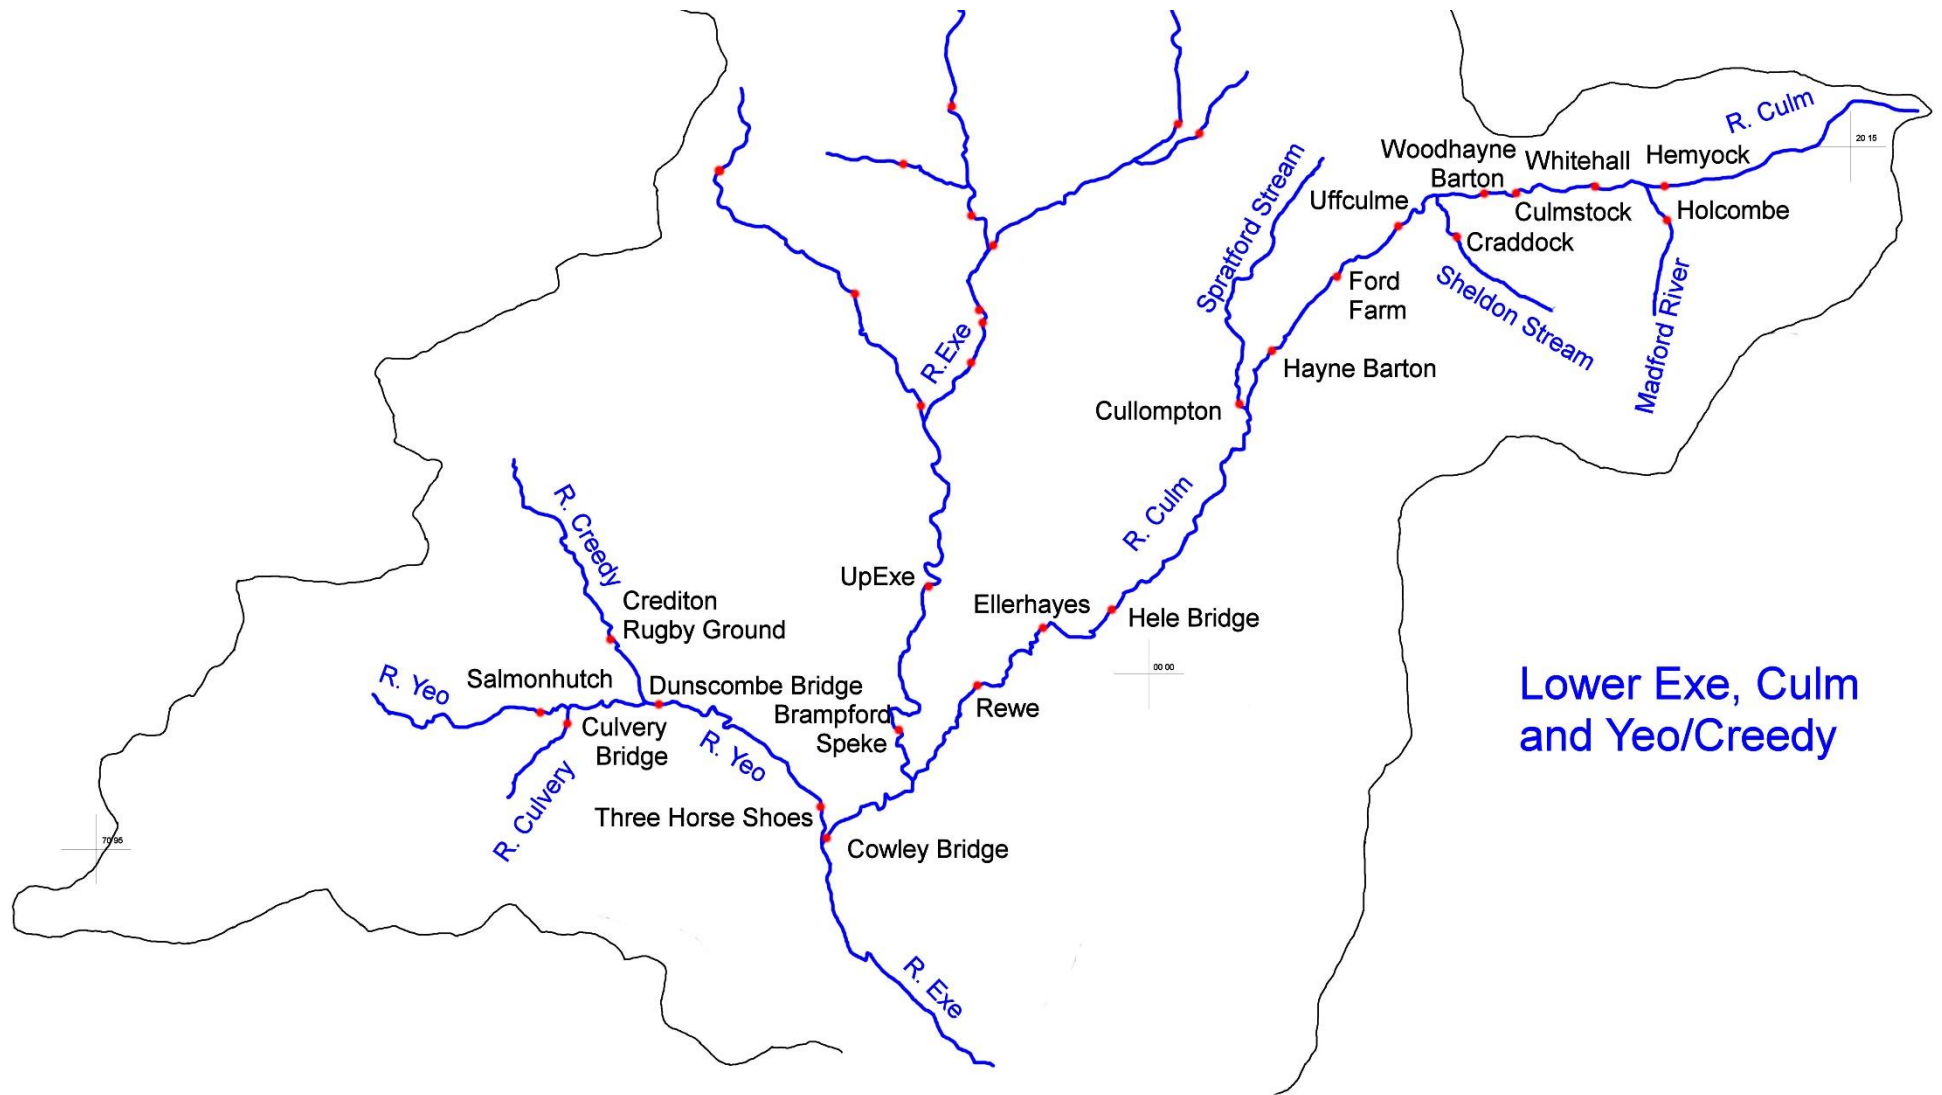 R. Culm
20 15
Woodhayne
Barton
Whitehall
Hemyock
Uffculme
Culmstock
Holcombe
Craddock
Spratford Stream
Ford
Farm
Sheldon Stream
Madford River
R.Exe
Hayne Barton
Cullompton
R. Culm
R. Creedy
UpExe
Crediton
Rugby Ground
Ellerhayes
Hele Bridge
00 00
R. Yeo
Salmonhutch
Dunscombe Bridge
Brampford
Speke
Rewe
Culvery
Bridge
R. Yeo
Lower Exe, Culm
and Yeo/Creedy
R. Culvery
Three Horse Shoes
Cowley Bridge
70 95
R. Exe